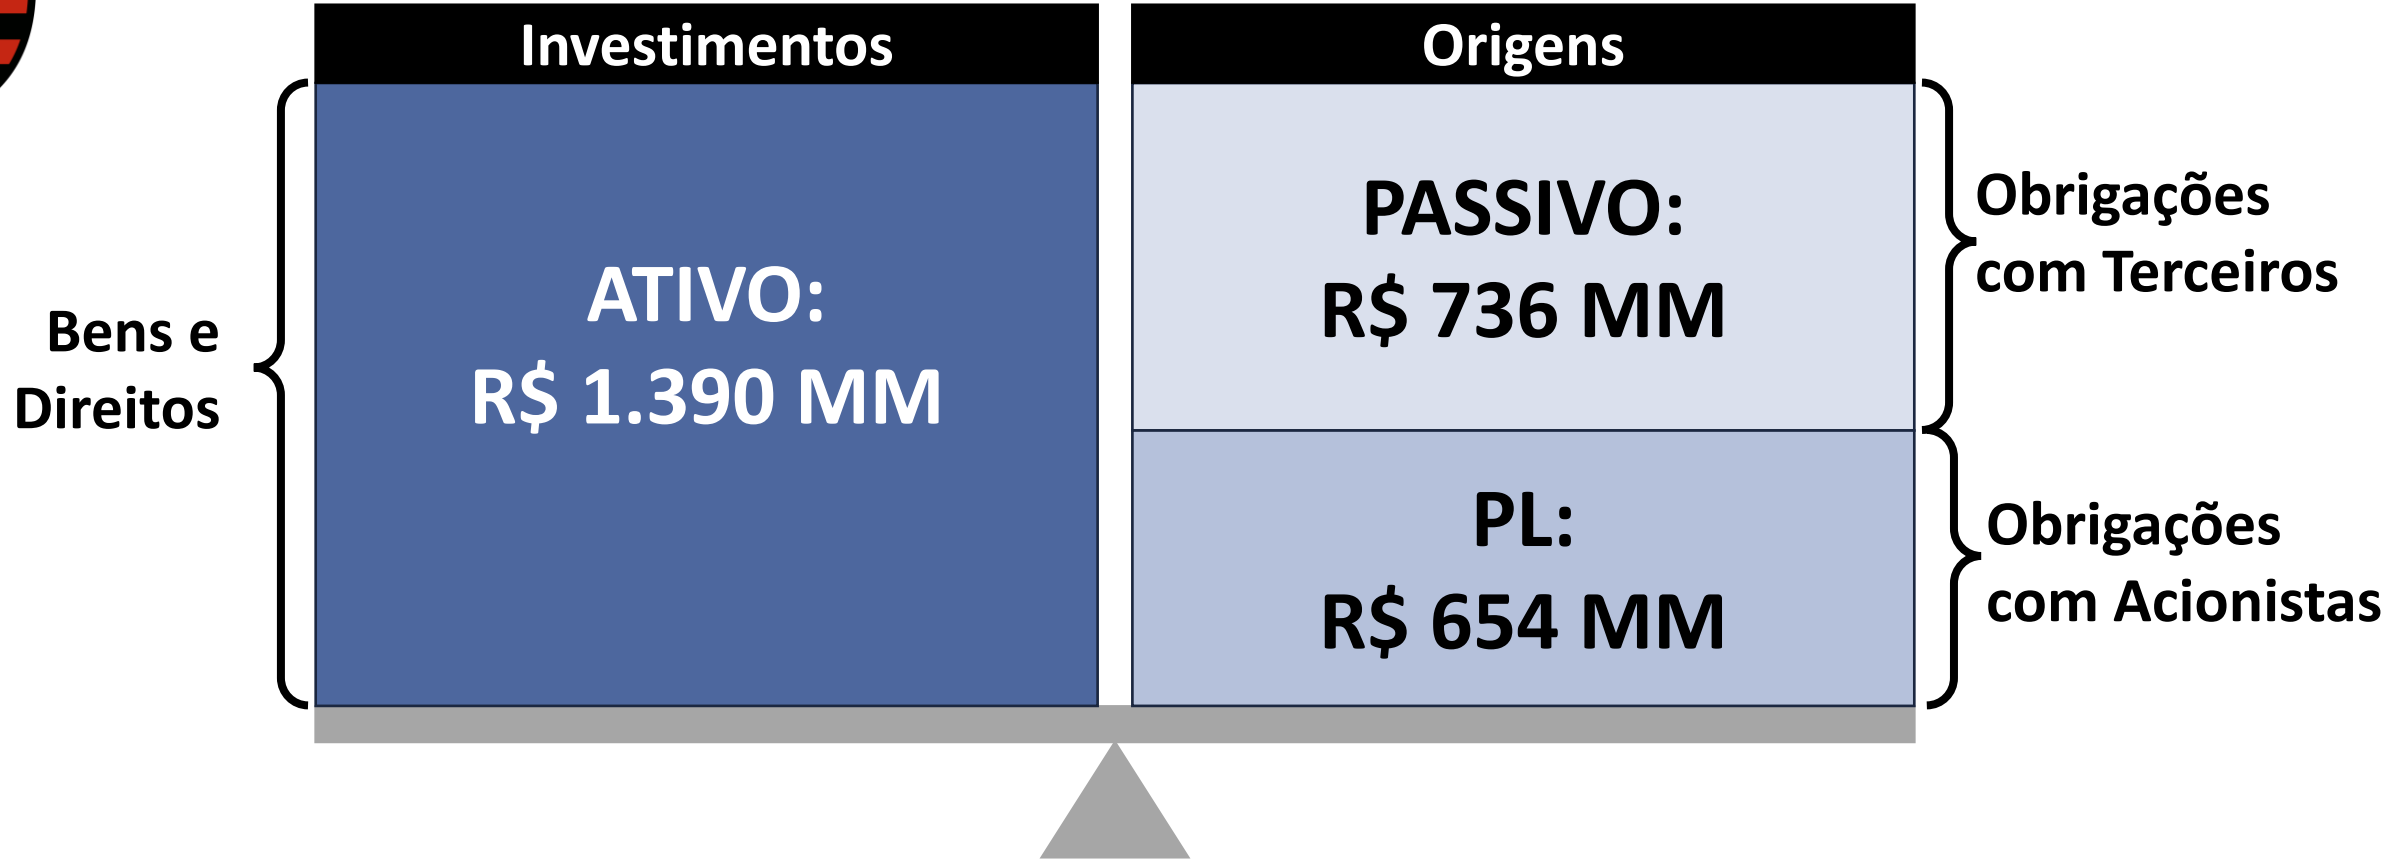 Investimentos
Origens
Bens e
Direitos
ATIVO:
R$ 1.390 MM
PASSIVO:
R$ 736 MM
Obrigações
com Terceiros
PL:
R$ 654 MM
Obrigações
com Acionistas